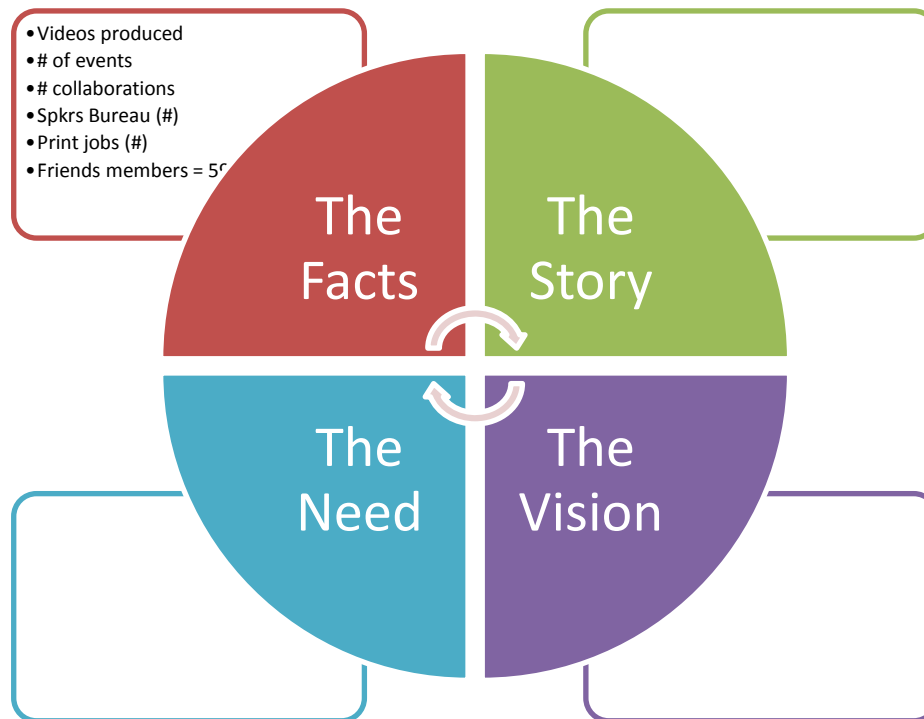 •Videos produced
•# of events
•# collaborations
•Spkrs Bureau (#)
•Print jobs (#)
•Friends members =
The
Facts
The
Story
The
Need
The
Vision